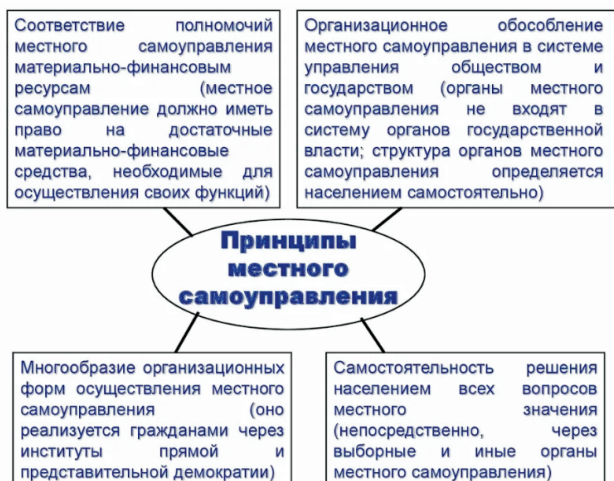 Соответствие полномочий
местного самоуправления
материально-финансовым
ресурсам (местное
самоуправление должно иметь
право на достаточные
материально-финансовые
средства, необходимые для
осуществления своих функций)
Организационное обособление
местного самоуправления в системе
управления обществом и
государством (органы местного
самоуправления не входят в
систему органов государственной
власти; структура органов местного
самоуправления определяется
населением самостоятельно)
Принципы
местного
самоуправления
Многообразие организационных
форм осуществления местного
самоуправления (оно
реализуется гражданами через
институты прямой и
представительной демократии)
Самостоятельность решения
населением всех вопросов
местного значения
(непосредственно, через
выборные и иные органы
местного самоуправления)